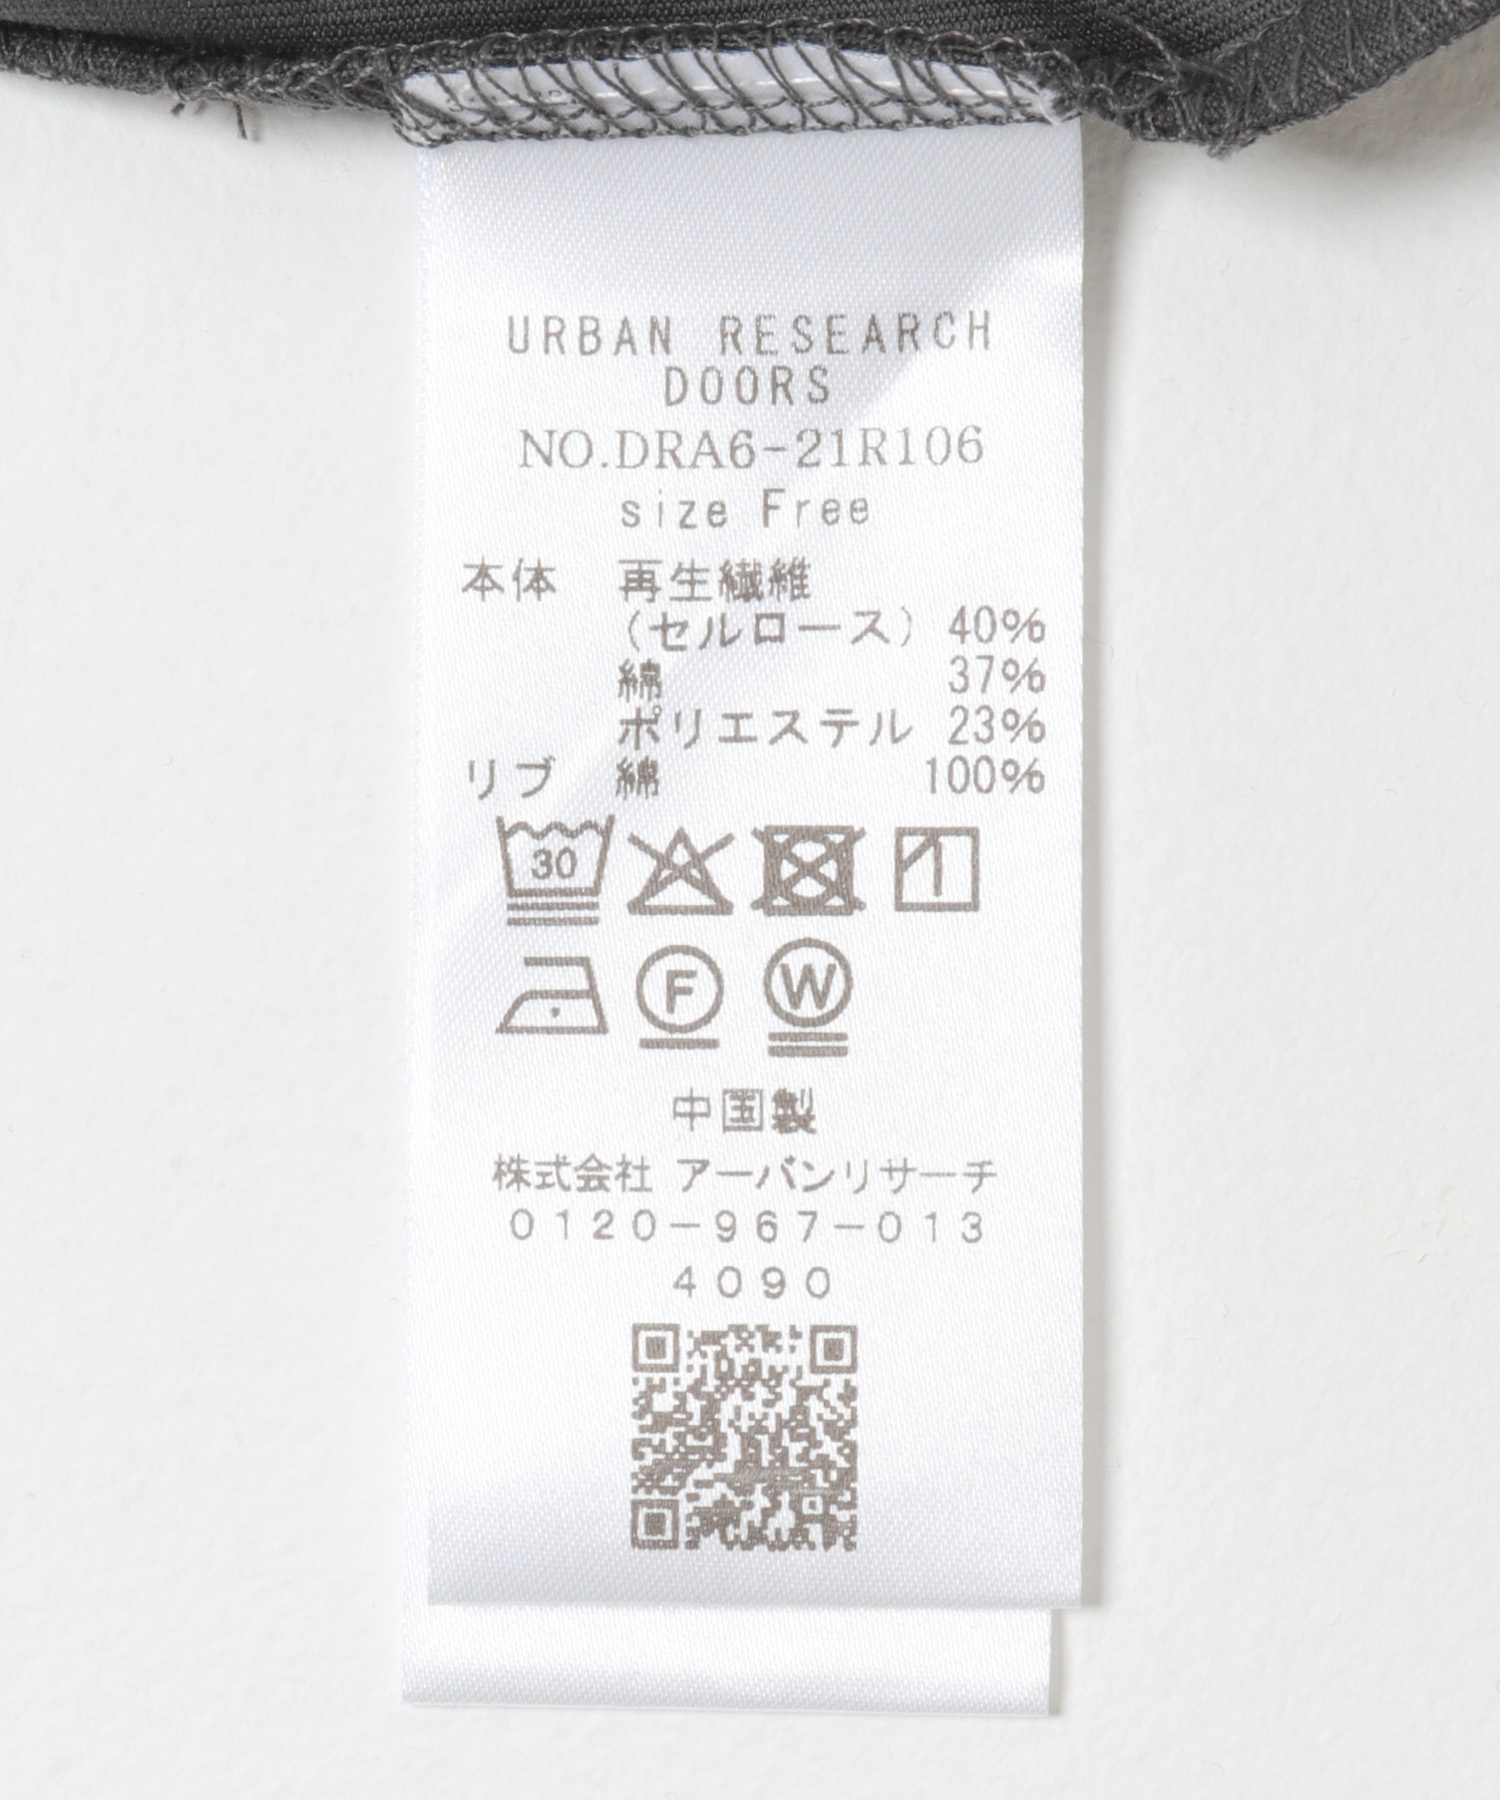 URBAN RESEARCH
DOORS
NO.DRA6-21R106
size Free
本体 再生繊維
(セルロース) 40%
綿 37%
ポリエステル 23%
リブ 綿 100%
30
F W
中国製
株式会社 アーバンリサーチ
0120-967-013
4090